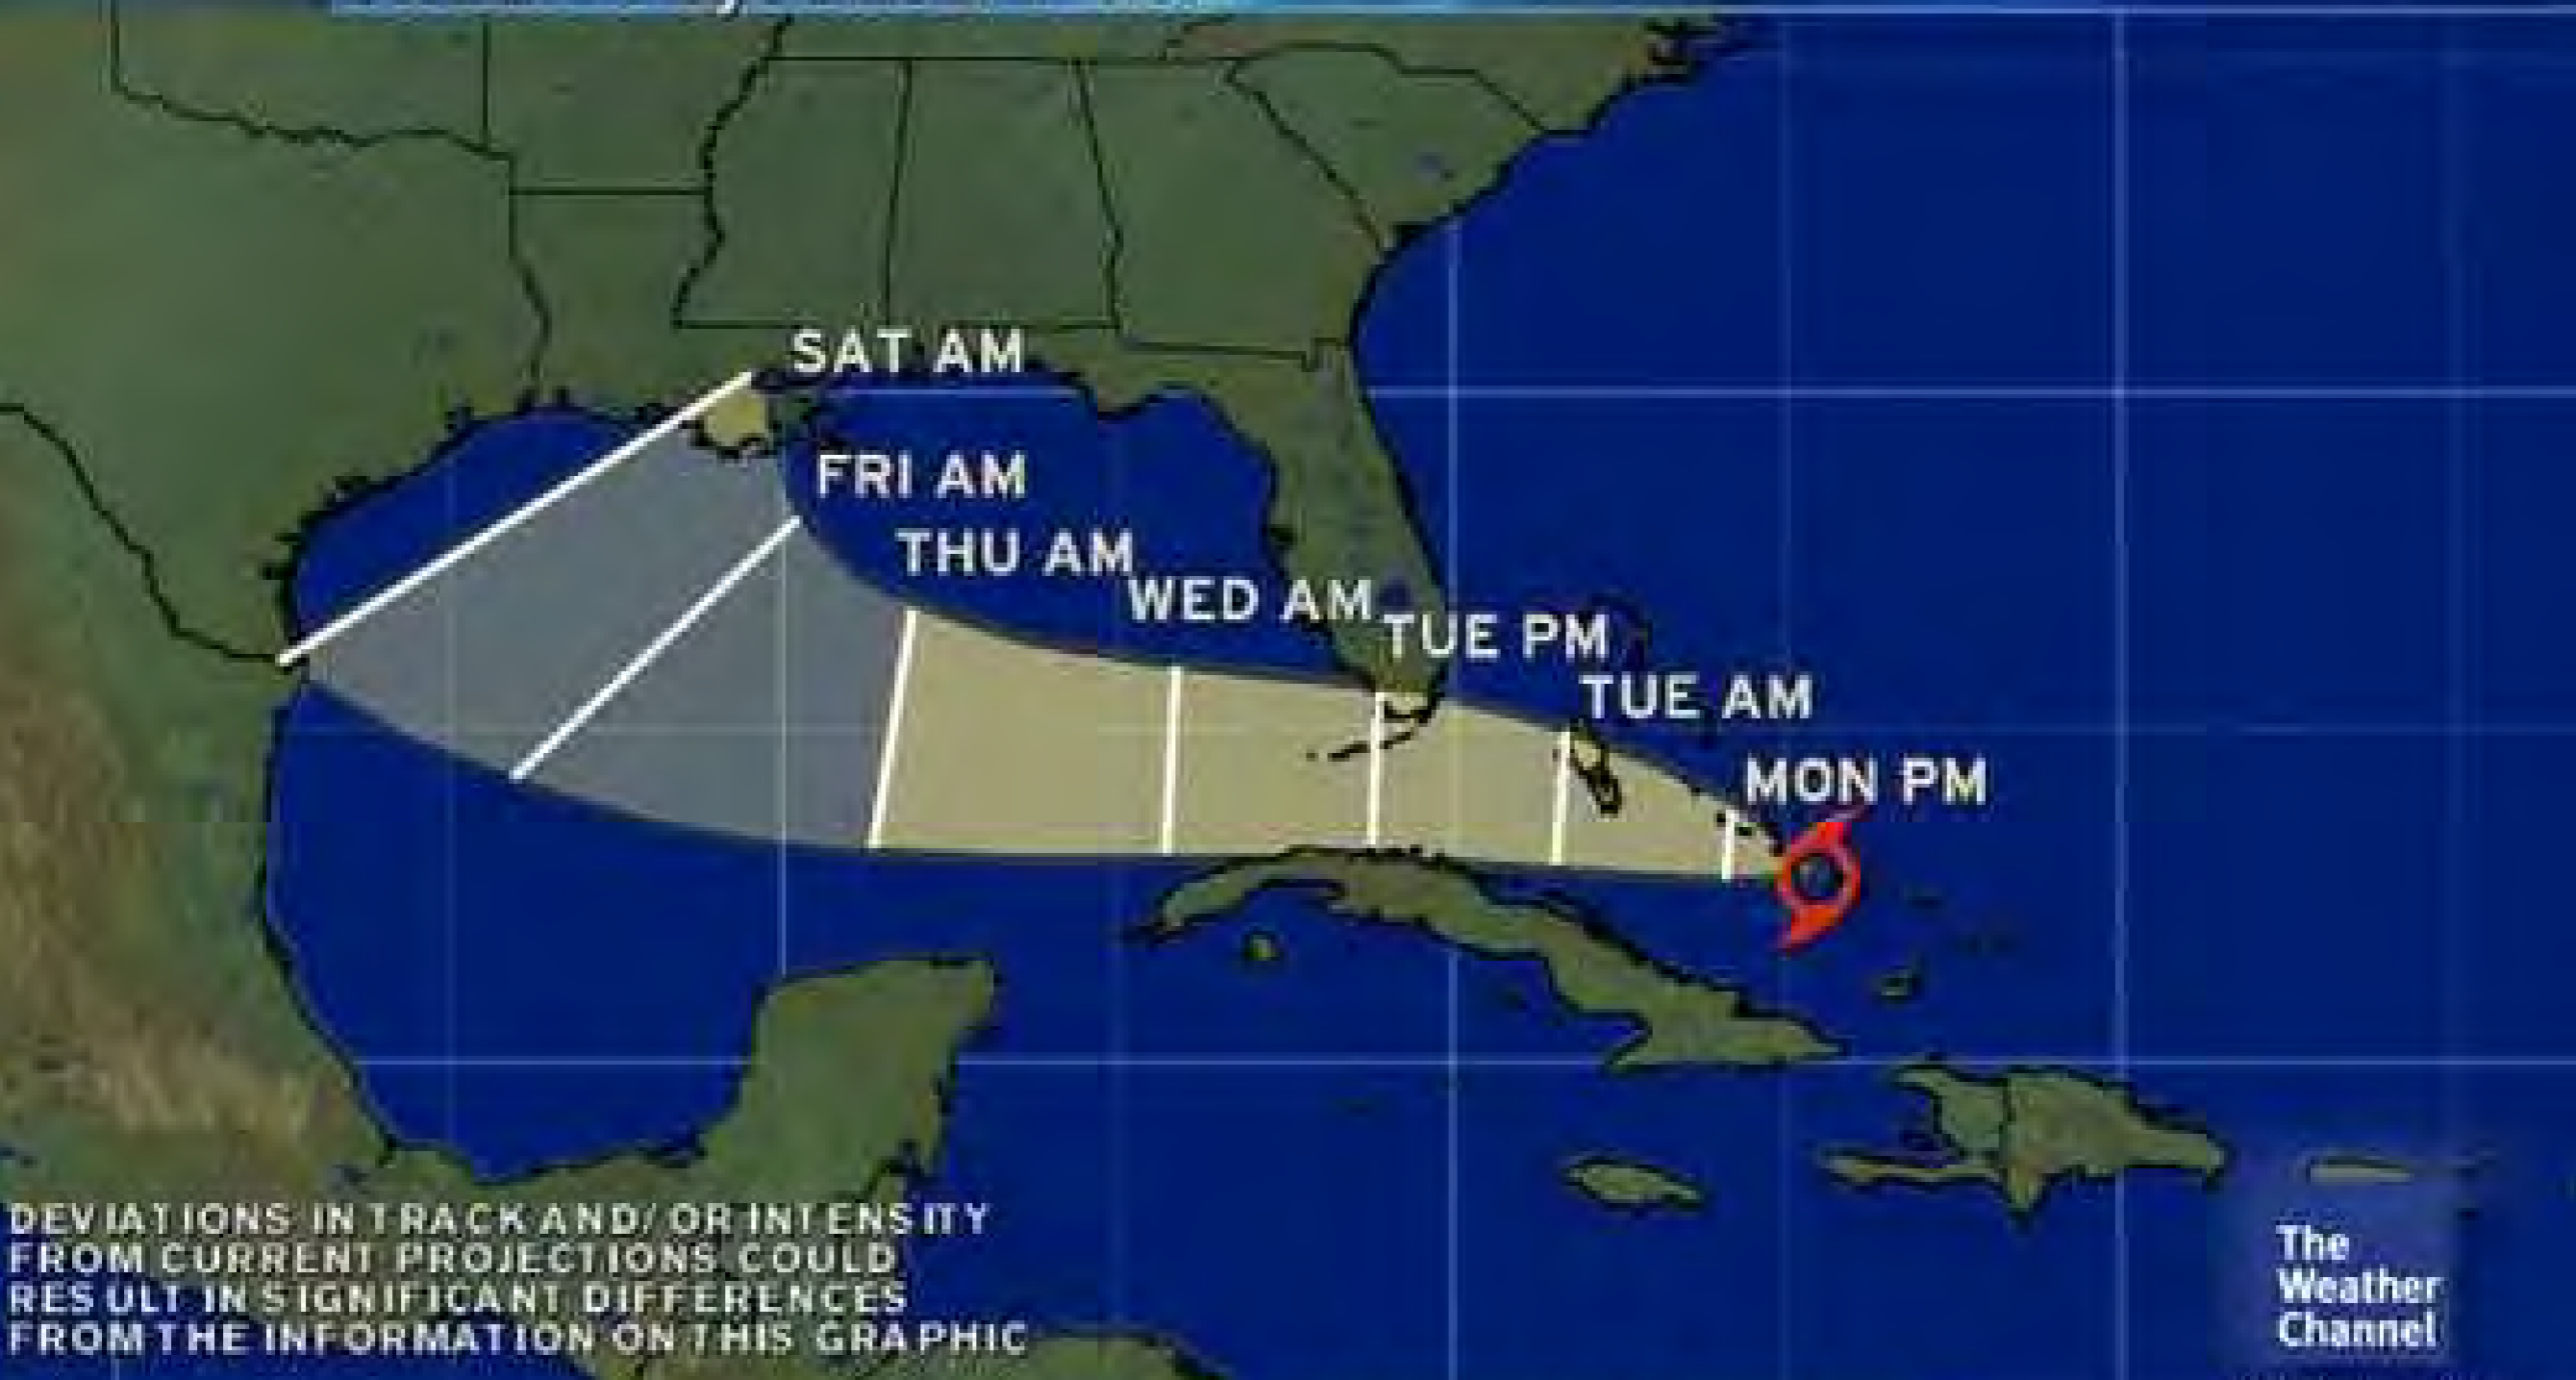 SAT AM
FRI AM
THU AM
WED AM
TUE PM
TUE AM
MON PM
DEVIATIONS IN TRACK AND/OR INTENSITY
FROM CURRENT PROJECTIONS COULD
RESULT IN SIGNIFICANT DIFFERENCES
FROM THE INFORMATION ON THIS GRAPHIC
The
Weather
Channel